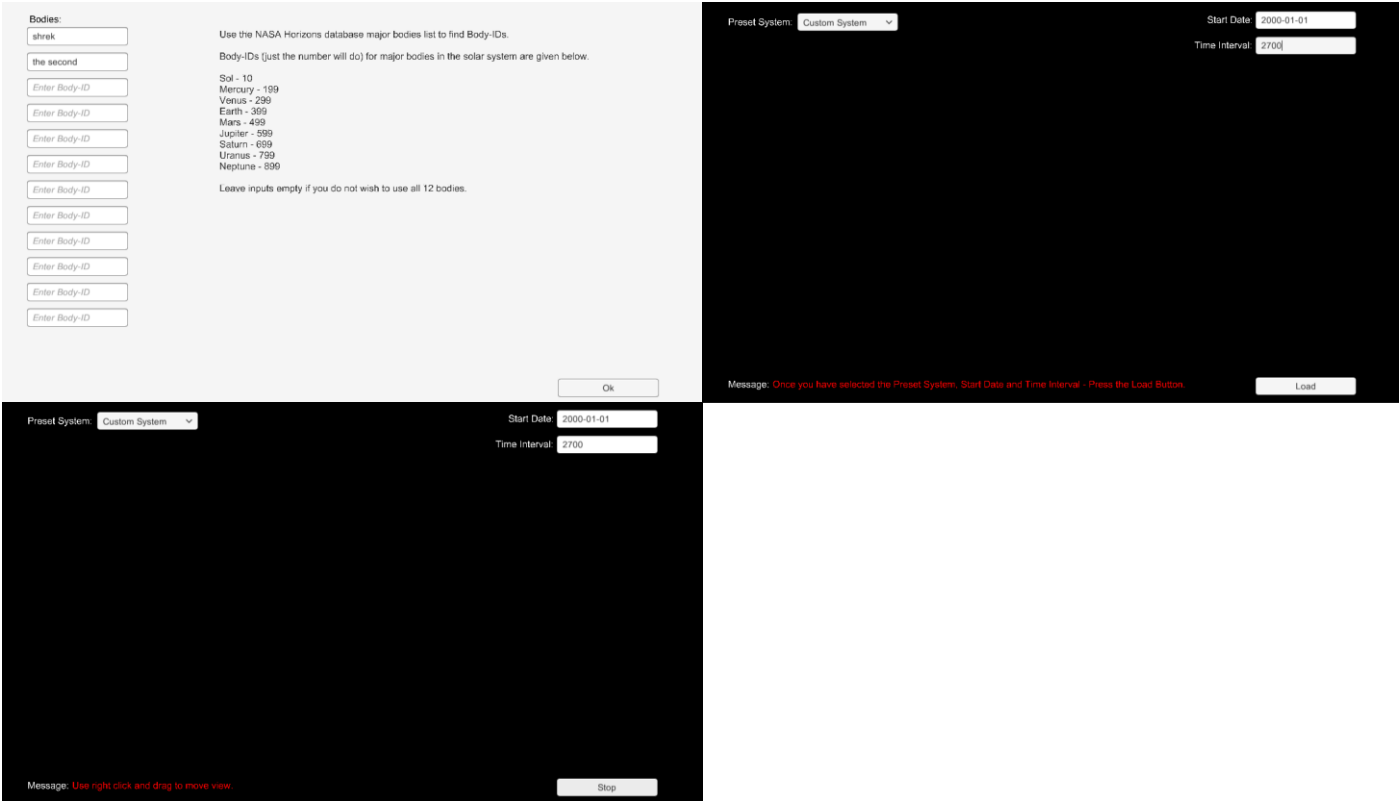 Bodies:
shrek
the second
Enter Body-ID
Enter Body-ID
Enter Body-ID
Enter Body-ID
Enter Body-ID
Enter Body-ID
Enter Body-ID
Enter Body-ID
Enter Body-ID
Enter Body-ID
Use the NASA Horizons database major bodies list to find Body-IDs.
Body-IDs (just the number will do) for major bodies in the solar system are given below.
Sol - 10
Mercury - 199
Venus - 299
Earth - 399
Mars - 499
Jupiter - 599
Saturn - 699
Uranus - 799
Neptune - 899
Leave inputs empty if you do not wish to use all 12 bodies.
Ok
Preset System: Custom System
Start Date: 2000-01-01
Time Interval: 2700
Message: Once you have selected the Preset System, Start Date and Time Interval - Press the Load Button.
Load
Preset System: Custom System
Start Date: 2000-01-01
Time Interval: 2700
Message: Use right click and drag to move view.
Stop